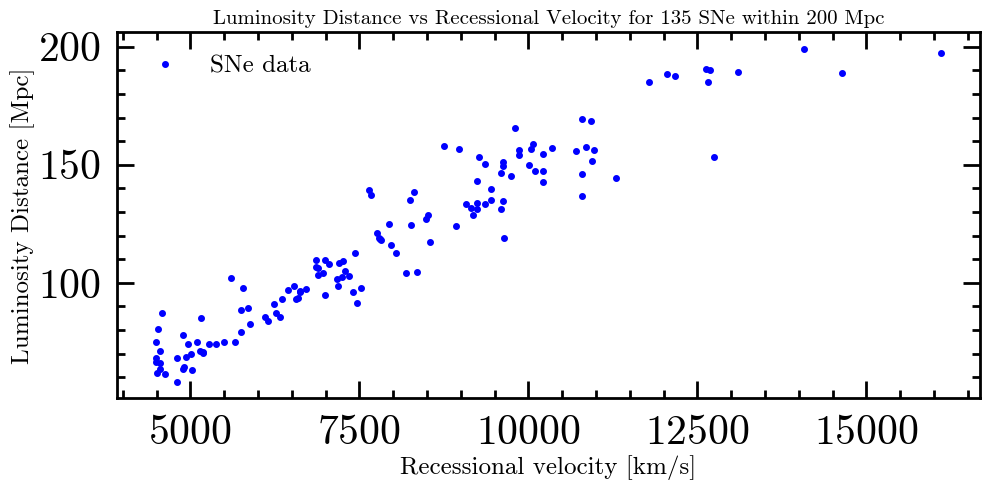 Luminosity Distance vs Recessional Velocity for 135 SNe within 200 Mpc
SNe data
Luminosity Distance [Mpc]
200
150
100
5000 7500 10000 12500 15000
Recessional velocity [km/s]